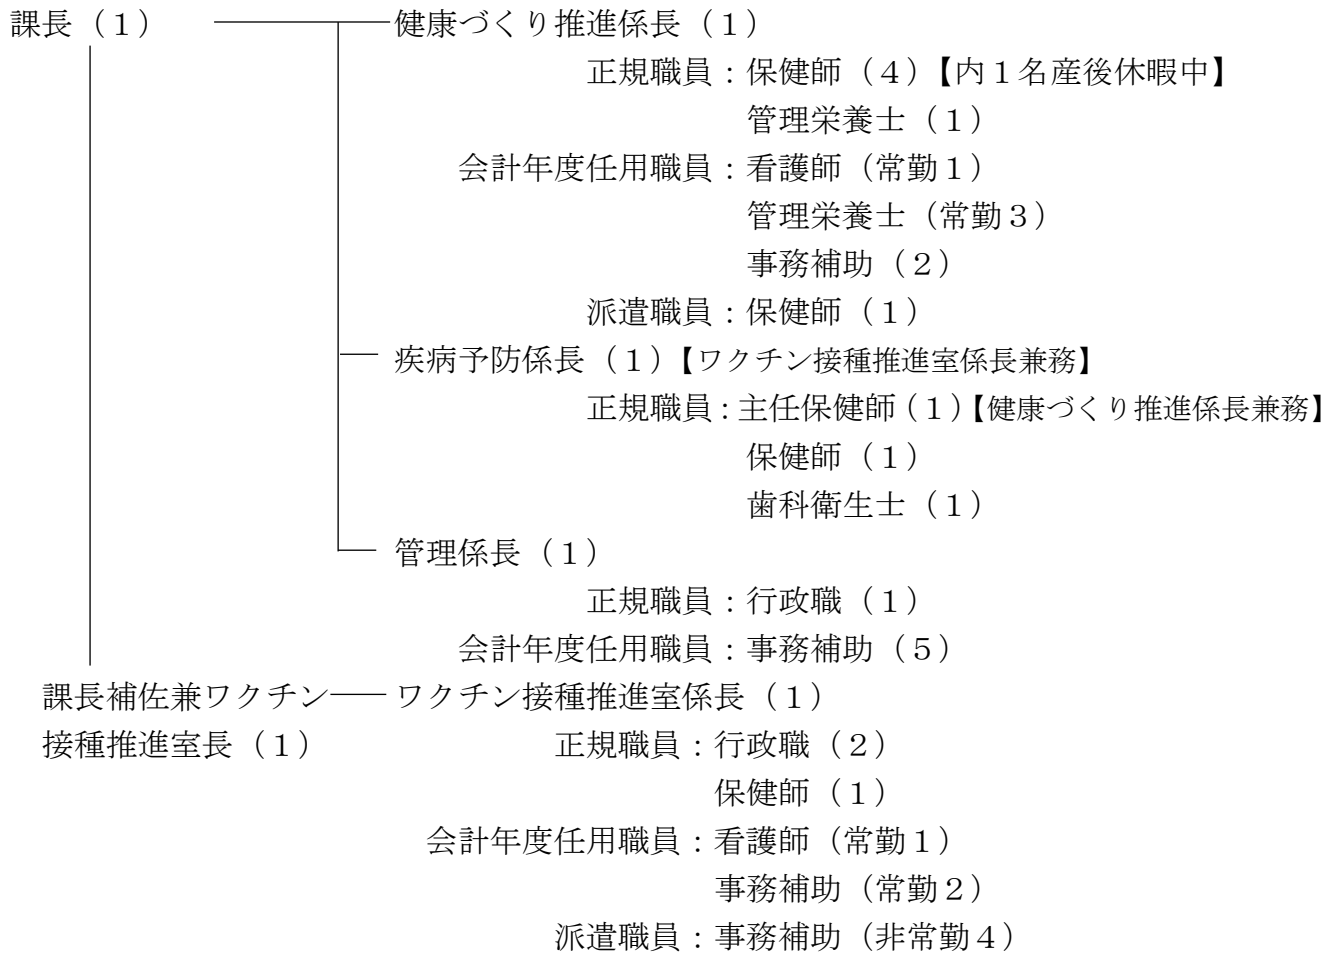 課長（１） 健康づくり推進係長（１）
正規職員：保健師（４）【内１名産後休暇中】
管理栄養士（１）
会計年度任用職員：看護師（常勤１）
管理栄養士（常勤３）
事務補助（２）
派遣職員：保健師（１）
疾病予防係長（１）【ワクチン接種推進室係長兼務】
正規職員：主任保健師（１）【健康づくり推進係長兼務】
保健師（１）
歯科衛生士（１）
管理係長（１）
正規職員：行政職（１）
会計年度任用職員：事務補助（５）
課長補佐兼ワクチン ワクチン接種推進室係長（１）
接種推進室長（１） 正規職員：行政職（２）
保健師（１）
会計年度任用職員：看護師（常勤１）
事務補助（常勤２）
派遣職員：事務補助（非常勤４）